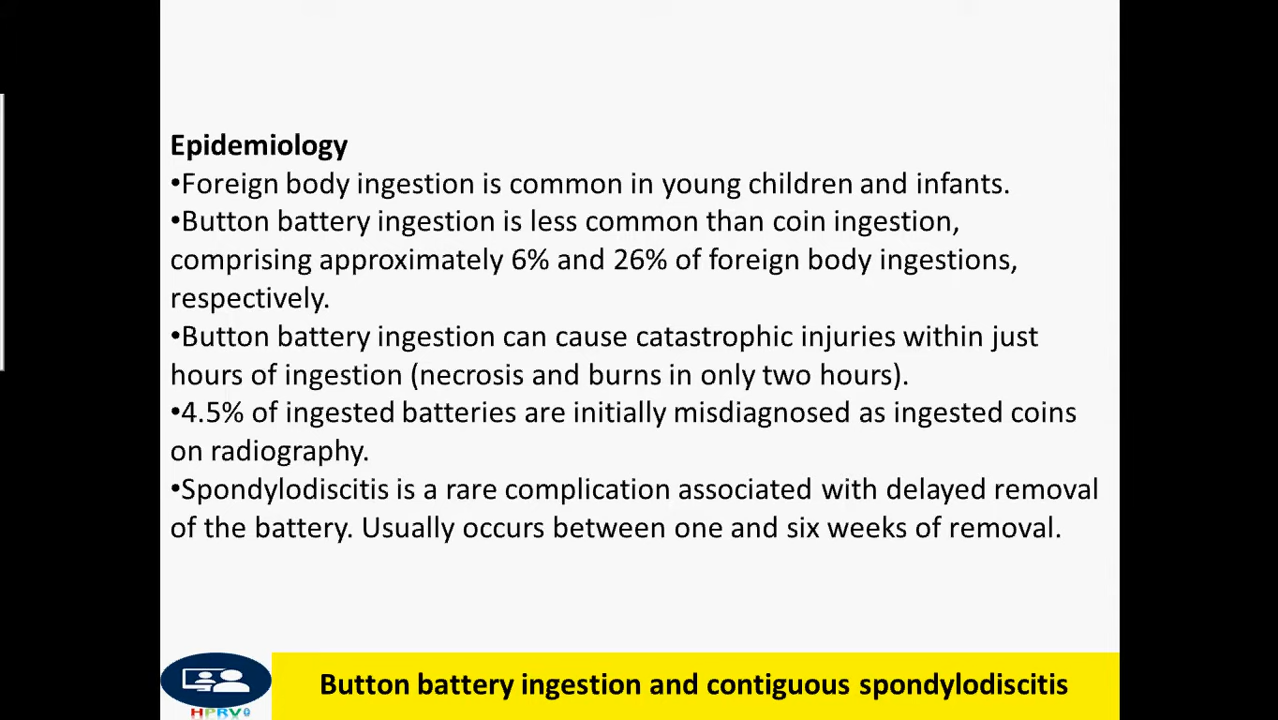 Epidemiology
•Foreign body ingestion is common in young children and infants.
•Button battery ingestion is less common than coin ingestion,
comprising approximately 6% and 26% of foreign body ingestions,
respectively.
•Button battery ingestion can cause catastrophic injuries within just
hours of ingestion (necrosis and burns in only two hours).
•4.5% of ingested batteries are initially misdiagnosed as ingested coins
on radiography.
•Spondylodiscitis is a rare complication associated with delayed removal
of the battery. Usually occurs between one and six weeks of removal.
Button battery ingestion and contiguous spondylodiscitis